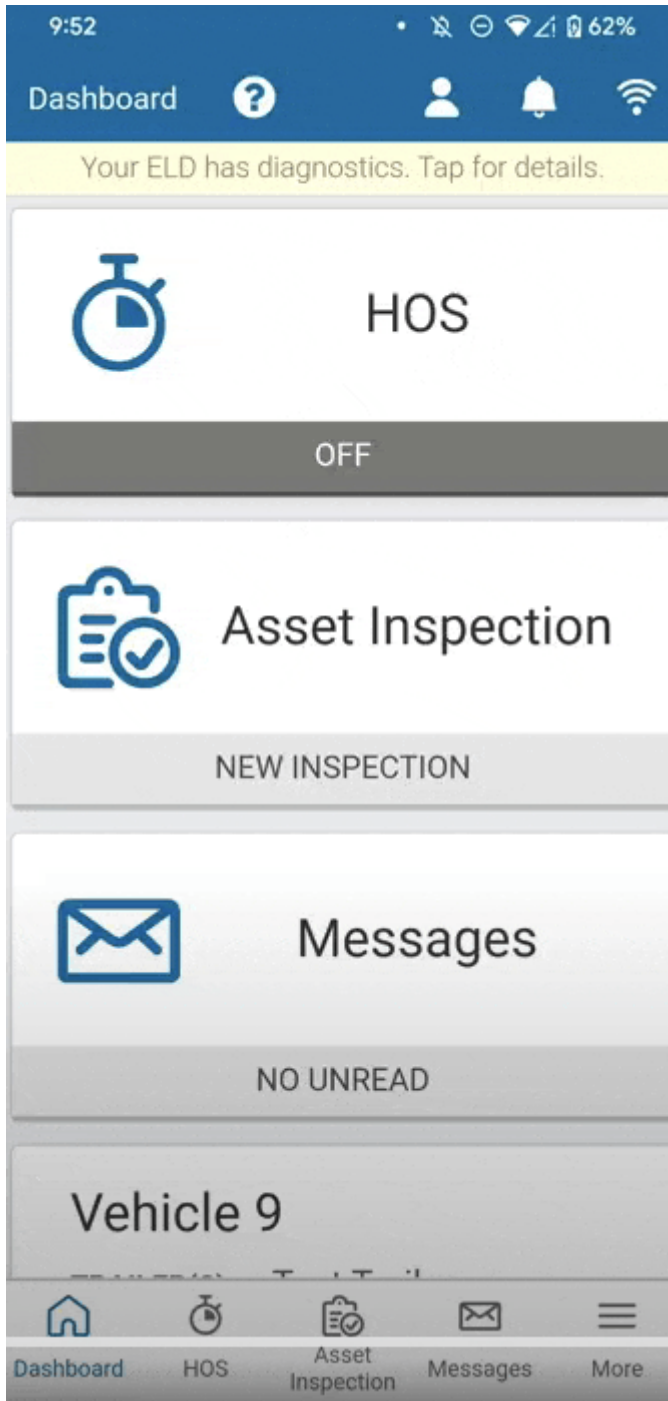 9:52
62%
Dashboard ?
Your ELD has diagnostics. Tap for details.
HOS
OFF
Asset Inspection
NEW INSPECTION
Messages
NO UNREAD
Vehicle 9
Dashboard HOS Asset Inspection Messages More